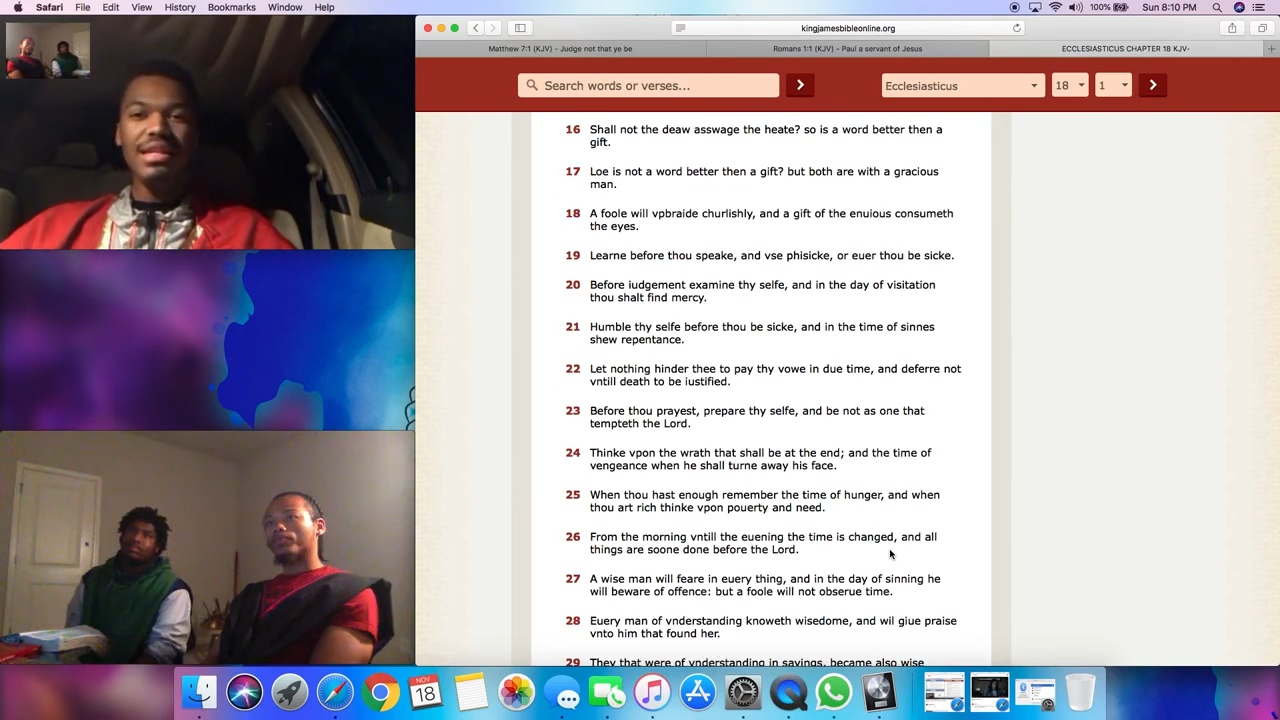 Safari File Edit View History Bookmarks Window Help
100% Sun 8:10 PM
kingjamesbibleonline.org
Matthew 7:1 (KJV) - Judge not that ye be
Romans 1:1 (KJV) - Paul a servant of Jesus
ECCLESIASTICUS CHAPTER 18 KJV-
Search words or verses...
Ecclesiasticus 18 1
16 Shall not the deaw asswage the heate? so is a word better then a
gift.
17 Loe is not a word better then a gift? but both are with a gracious
man.
18 A foole will vpbraide churlishly, and a gift of the enuious consumeth
the eyes.
19 Learne before thou speake, and vse phisicke, or euer thou be sicke.
20 Before iudgement examine thy selfe, and in the day of visitation
thou shalt find mercy.
21 Humble thy selfe before thou be sicke, and in the time of sinnes
shew repentance.
22 Let nothing hinder thee to pay thy vowe in due time, and deferre not
vntill death to be iustified.
23 Before thou prayest, prepare thy selfe, and be not as one that
tempteth the Lord.
24 Thinke vpon the wrath that shall be at the end; and the time of
vengeance when he shall turne away his face.
25 When thou hast enough remember the time of hunger, and when
thou art rich thinke vpon pouerty and need.
26 From the morning vntill the euening the time is changed, and all
things are soone done before the Lord.
27 A wise man will feare in euery thing, and in the day of sinning he
will beware of offence: but a foole will not obserue time.
28 Euery man of vnderstanding knoweth wisedome, and wil giue praise
vnto him that found her.
29 They that were of vnderstanding in sayings, became also wise
NOV
18